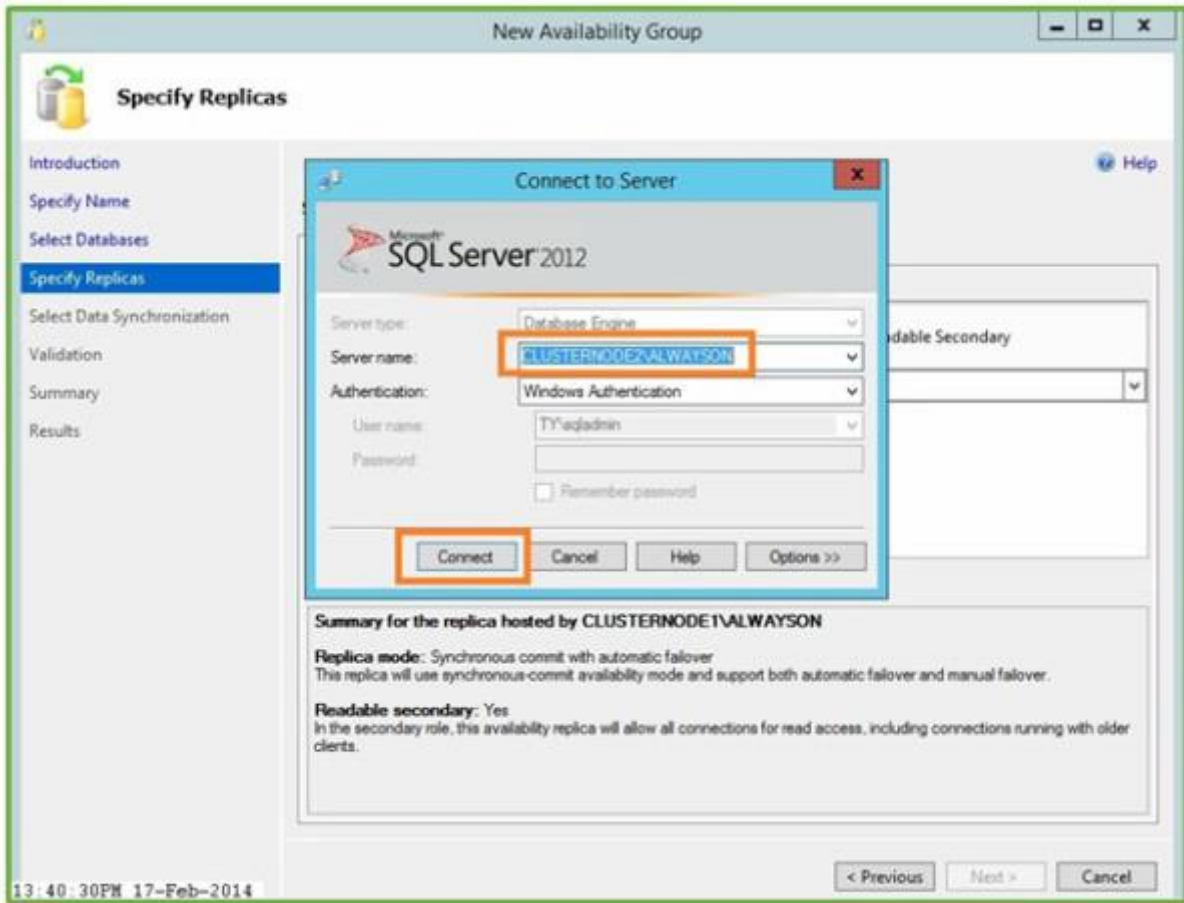 New Availability Group
Specify Replicas
Introduction
Specify Name
Select Databases
Specify Replicas
Select Data Synchronization
Validation
Summary
Results
Help
Connect to Server
Microsoft
SQL Server 2012
Server type: Database Engine
Server name: CLUSTERNODE2\ALWAYSON
Authentication: Windows Authentication
User name: TY\aqladmin
Password:
Remember password
Connect Cancel Help Options >>
adable Secondary
Summary for the replica hosted by CLUSTERNODE1\ALWAYSON
Replica mode: Synchronous commit with automatic failover
This replica will use synchronous-commit availability mode and support both automatic failover and manual failover.
Readable secondary: Yes
In the secondary role, this availability replica will allow all connections for read access, including connections running with older
clients.
< Previous Next > Cancel
13:40:30PM 17-Feb-2014